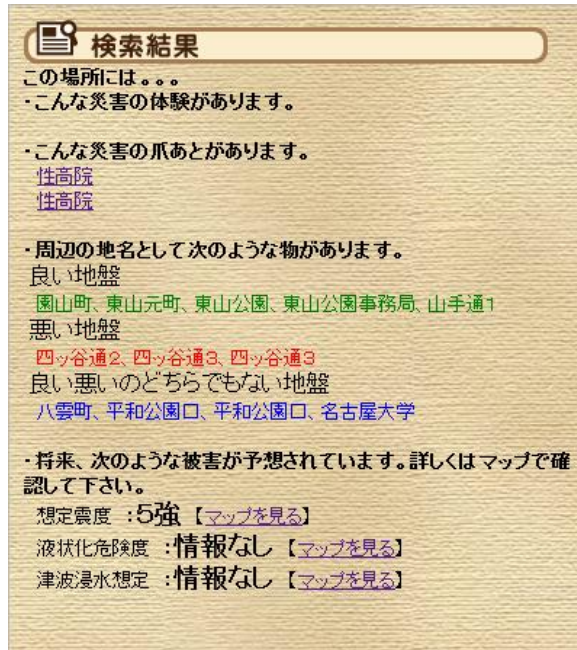 検索結果
この場所には。。。
・こんな災害の体験があります。
・こんな災害の爪あとがあります。
性高院
性高院
・周辺の地名として次のような物があります。
良い地盤
園山町、東山元町、東山公園、東山公園事務局、山手通1
悪い地盤
四ッ谷通2、四ッ谷通3、四ッ谷通3
良い悪いのどちらでもない地盤
八雲町、平和公園口、平和公園口、名古屋大学
・将来、次のような被害が予想されています。詳しくはマップで確
認して下さい。
想定震度 :5強【マップを見る】
液状化危険度 :情報なし【マップを見る】
津波浸水想定 :情報なし【マップを見る】